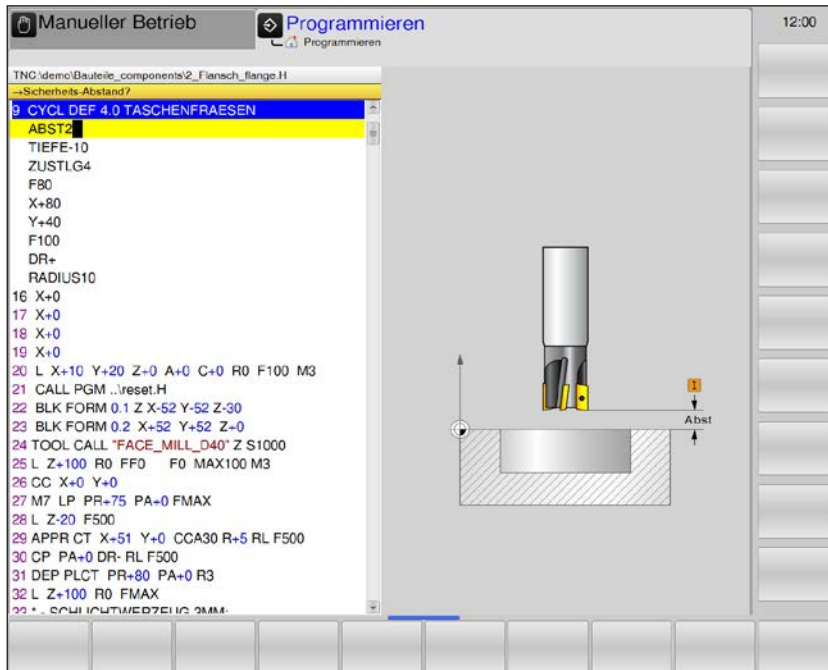 Manueller Betrieb
Programmieren
Programmieren
12:00
TNC:\demo\Bauteile_components\2_Flansch_flange.H
→Sicherheits-Abstand?
9 CYCL DEF 4.0 TASCHENFRAESEN
ABST2
TIEFE-10
ZUSTLG4
F80
X+80
Y+40
F100
DR+
RADIUS10
16 X+0
17 X+0
18 X+0
19 X+0
20 L X+10 Y+20 Z+0 A+0 C+0 R0 F100 M3
21 CALL PGM ..\reset.H
22 BLK FORM 0.1 Z X-52 Y-52 Z-30
23 BLK FORM 0.2 X+52 Y+52 Z+0
24 TOOL CALL "FACE_MILL_D40" Z S1000
25 L Z+100 R0 FF0 F0 MAX100 M3
26 CC X+0 Y+0
27 M7 LP PR+75 PA+0 FMAX
28 L Z-20 F500
29 APPR CT X+51 Y+0 CCA30 R+5 RL F500
30 CP PA+0 DR- RL F500
31 DEP PLCT PR+80 PA+0 R3
32 L Z+100 R0 FMAX
33 * - SCHLICHTWERZEUG 3MM;
I
Abst